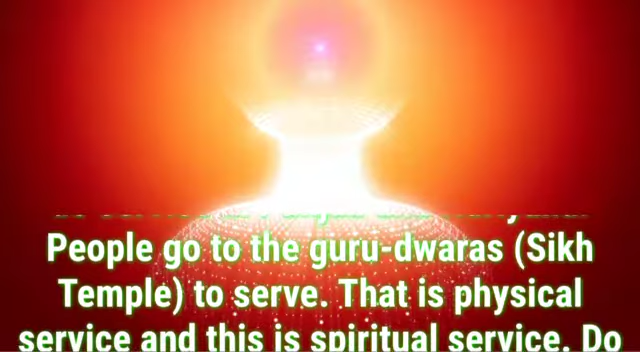 People go to the guru-dwaras (Sikh
Temple) to serve. That is physical
service and this is spiritual service. Do